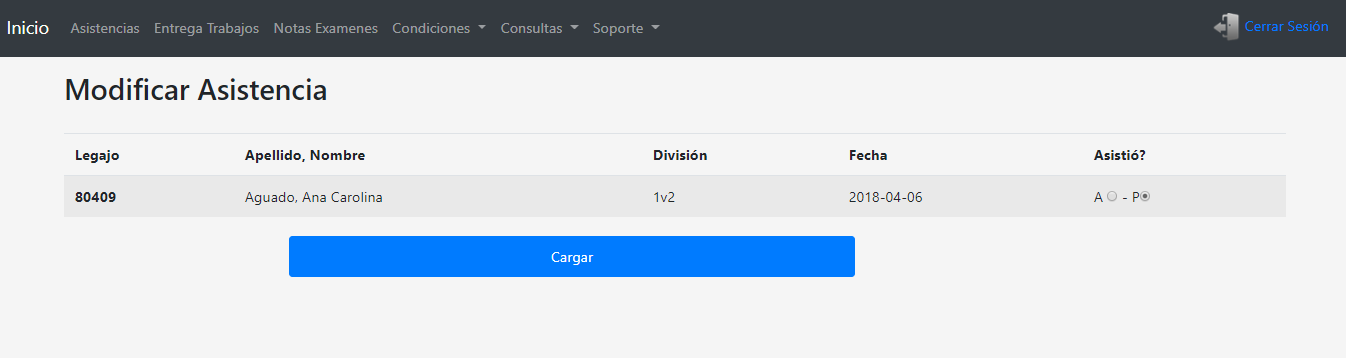 Inicio Asistencias Entrega Trabajos Notas Examenes Condiciones Consultas Soporte Cerrar Sesión
Modificar Asistencia
Legajo Apellido, Nombre División Fecha Asistió?
80409 Aguado, Ana Carolina 1v2 2018-04-06 A - P
Cargar